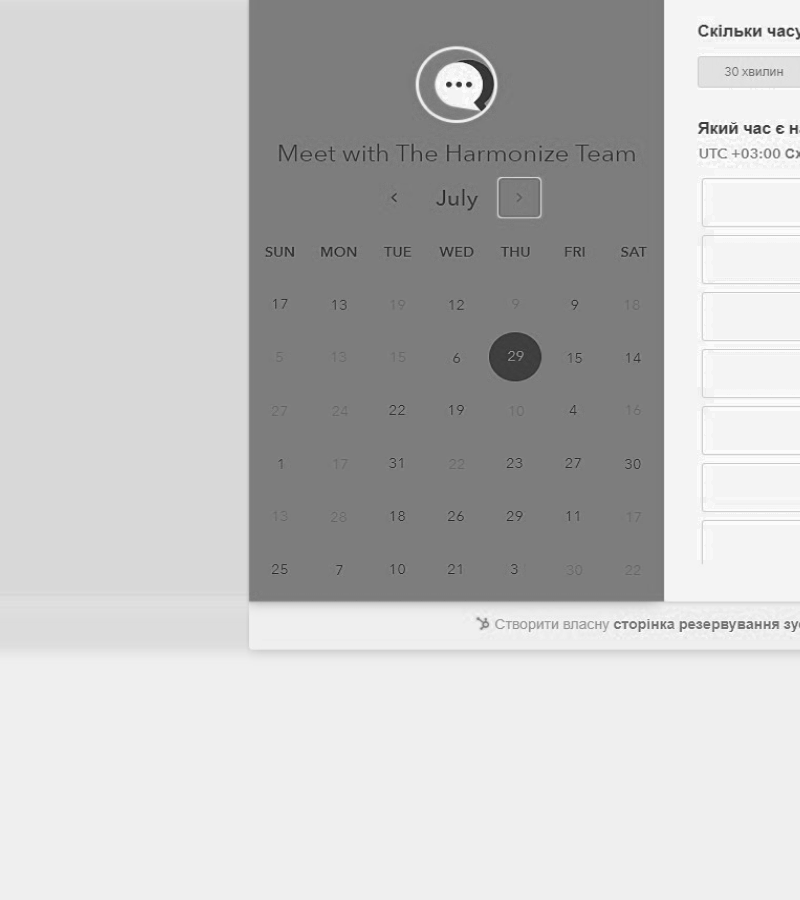 Meet with The Harmonize Team
July
SUN MON TUE WED THU FRI SAT
17 13 19 12 9 9 18
5 13 15 6 29 15 14
27 24 22 19 10 4 16
1 17 31 22 23 27 30
13 28 18 26 29 11 17
25 7 10 21 3 30 22
Скільки часу
30 хвилин
Який час є
UTC +03:00
Створити власну сторінка резервування